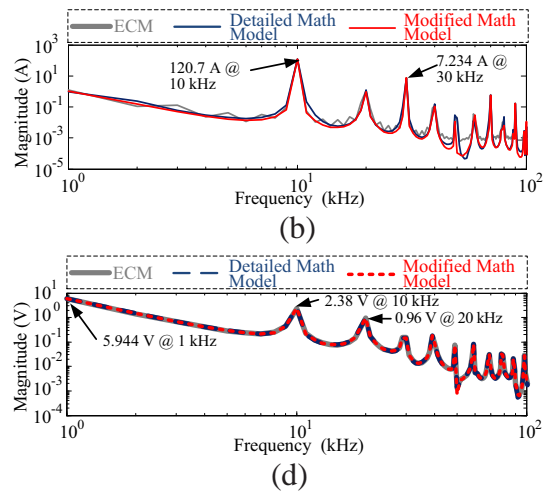 ECM Detailed Math Model Modified Math Model
10³
10¹
10⁻¹
10⁻³
10⁻⁵
Magnitude (A)
120.7 A @
10 kHz
7.234 A @
30 kHz
10⁰ 10¹ 10²
Frequency (kHz)
(b)
ECM Detailed Math Model Modified Math Model
10¹
10⁰
10⁻¹
10⁻²
10⁻³
10⁻⁴
Magnitude (V)
5.944 V @ 1 kHz
2.38 V @ 10 kHz
0.96 V @ 20 kHz
10⁰ 10¹ 10²
Frequency (kHz)
(d)